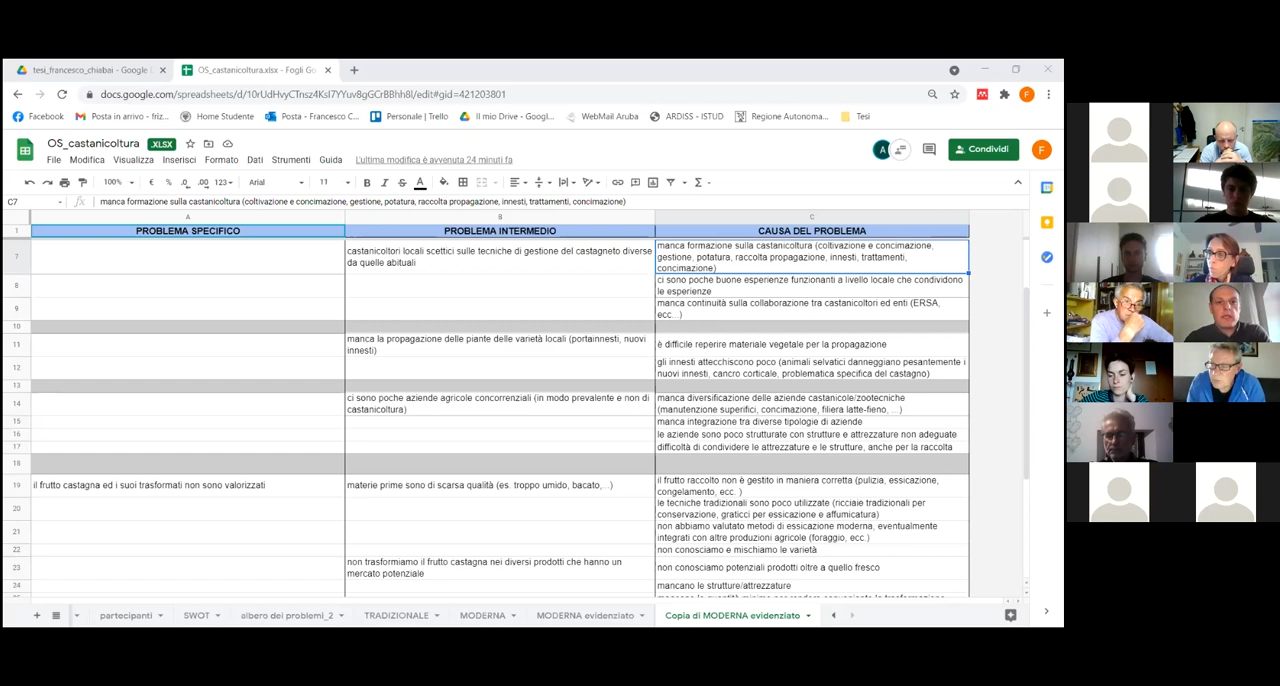 tesi_francesco_chiabai - Google
OS_castanicoltura.xlsx - Fogli Go
docs.google.com/spreadsheets/d/10rUdHvyCTnsz4KsI7YYuv8gGCrBBhh8l/edit#gid=421203801
Facebook
Posta in arrivo – friz...
Home Studente
Posta - Francesco C...
Personale | Trello
Il mio Drive - Googl...
WebMail Aruba
ARDISS - ISTUD
Regione Autonoma...
Tesi
OS_castanicoltura
.XLSX
File Modifica Visualizza Inserisci Formato Dati Strumenti Guida
L'ultima modifica è avvenuta 24 minuti fa
A
Condividi
F
100% € % .0 .00 123 Arial 11 B I S A
C7
fx
manca formazione sulla castanicoltura (coltivazione e concimazione, gestione, potatura, raccolta propagazione, innesti, trattamenti, concimazione)
A B C
1 PROBLEMA SPECIFICO PROBLEMA INTERMEDIO CAUSA DEL PROBLEMA
7
castanicoltori locali scettici sulle tecniche di gestione del castagneto diverse
da quelle abituali
manca formazione sulla castanicoltura (coltivazione e concimazione,
gestione, potatura, raccolta propagazione, innesti, trattamenti,
concimazione)
8
ci sono poche buone esperienze funzionanti a livello locale che condividono
le esperienze
9
manca continuità sulla collaborazione tra castanicoltori ed enti (ERSA,
ecc...)
10
11
manca la propagazione delle piante delle varietà locali (portainnesti, nuovi
innesti)
è difficile reperire materiale vegetale per la propagazione
12
gli innesti attecchiscono poco (animali selvatici danneggiano pesantemente i
nuovi innesti, cancro corticale, problematica specifica del castagno)
13
14
ci sono poche aziende agricole concorrenziali (in modo prevalente e non di
castanicoltura)
manca diversificazione delle aziende castanicole/zootecniche
(manutenzione superifici, concimazione, filiera latte-fieno, ...)
15
manca integrazione tra diverse tipologie di aziende
16
le aziende sono poco strutturate con strutture e attrezzature non adeguate
17
difficoltà di condividere le attrezzature e le strutture, anche per la raccolta
18
19
il frutto castagna ed i suoi trasformati non sono valorizzati
materie prime sono di scarsa qualità (es. troppo umido, bacato,...)
il frutto raccolto non è gestito in maniera corretta (pulizia, essicazione,
congelamento, ecc. )
20
le tecniche tradizionali sono poco utilizzate (ricciaie tradizionali per
conservazione, graticci per essicazione e affumicatura)
21
non abbiamo valutato metodi di essicazione moderna, eventualmente
integrati con altre produzioni agricole (foraggio, ecc.)
22
non conosciamo e mischiamo le varietà
23
non trasformiamo il frutto castagna nei diversi prodotti che hanno un
mercato potenziale
non conosciamo potenziali prodotti oltre a quello fresco
24
mancano le strutture/attrezzature
partecipanti
SWOT
albero dei problemi_2
TRADIZIONALE
MODERNA
MODERNA evidenziato
Copia di MODERNA evidenziato